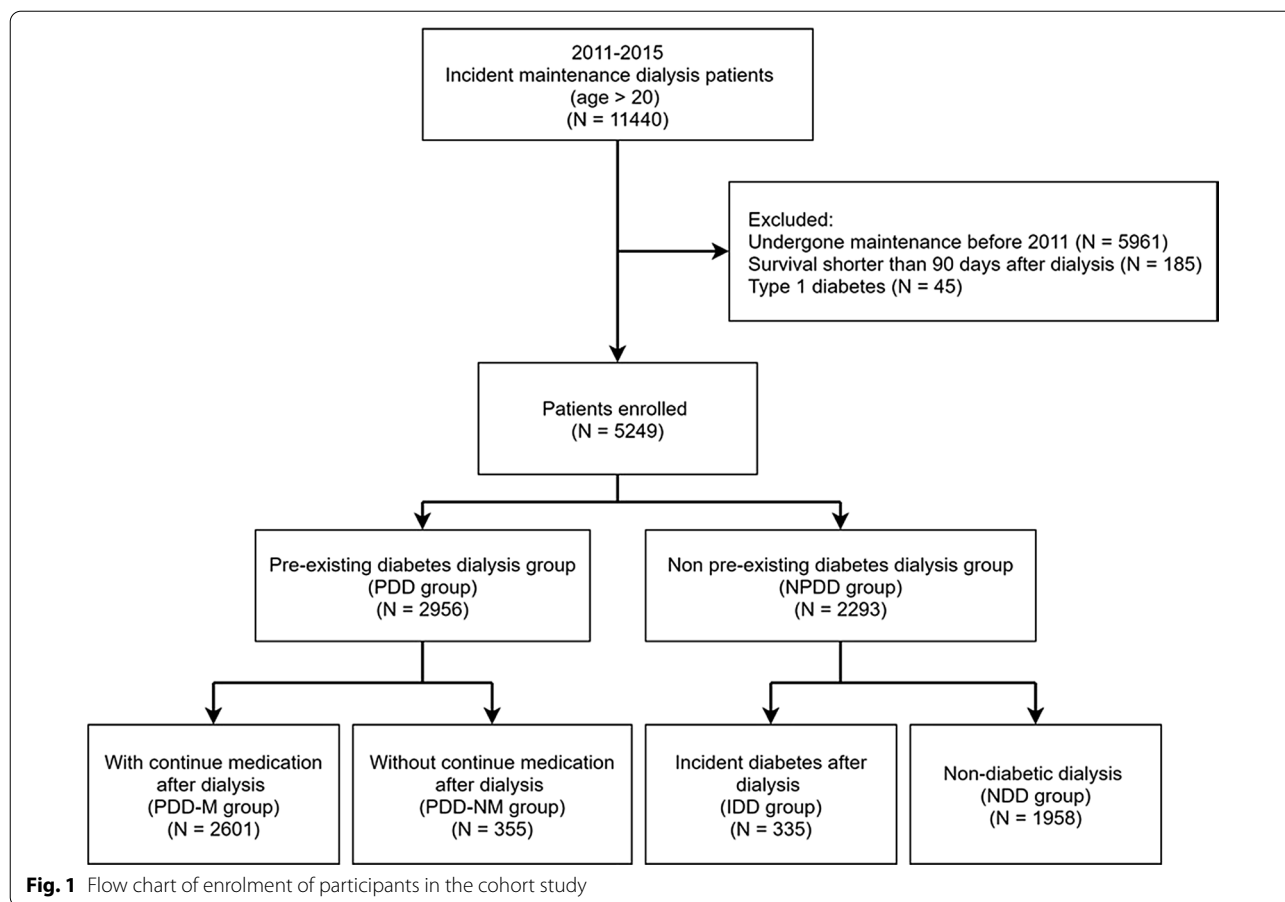 2011-2015
Incident maintenance dialysis patients
(age > 20)
(N = 11440)
Excluded:
Undergone maintenance before 2011 (N = 5961)
Survival shorter than 90 days after dialysis (N = 185)
Type 1 diabetes (N = 45)
Patients enrolled
(N = 5249)
Pre-existing diabetes dialysis group
(PDD group)
(N = 2956)
Non pre-existing diabetes dialysis group
(NPDD group)
(N = 2293)
With continue medication
after dialysis
(PDD-M group)
(N = 2601)
Without continue medication
after dialysis
(PDD-NM group)
(N = 355)
Incident diabetes after
dialysis
(IDD group)
(N = 335)
Non-diabetic dialysis
(NDD group)
(N = 1958)
Fig. 1 Flow chart of enrolment of participants in the cohort study